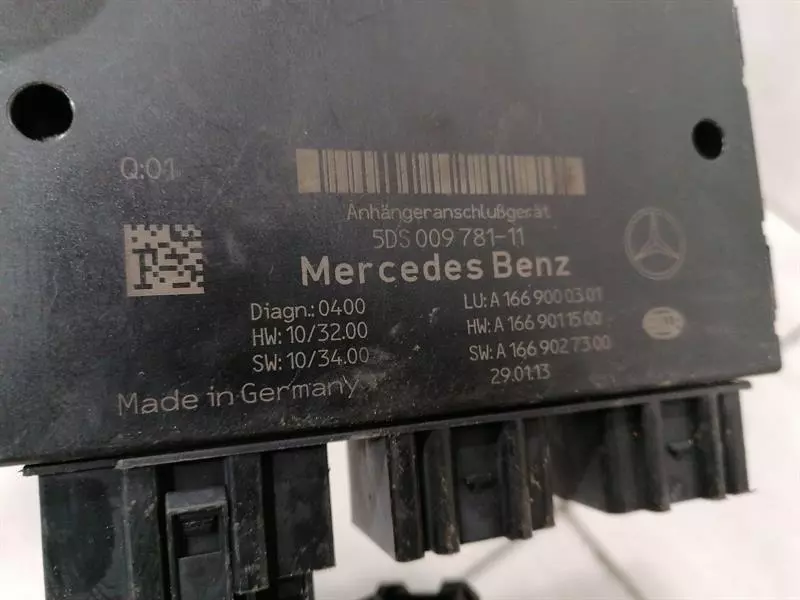 Q:01
Anhängeranschlußgerät
5DS 009 781-11
Mercedes Benz
Diagn.: 0400
HW: 10/32.00
SW: 10/34.00
LU: A 166 900 03 01
HW: A 166 901 15 00
SW: A 166 902 73 00
29.01.13
Made in Germany